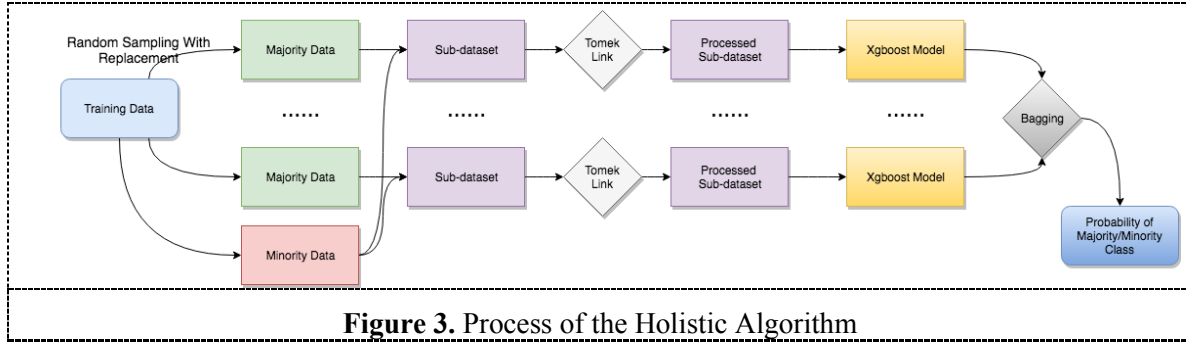 Random Sampling With
Replacement
Training Data
Majority Data
Sub-dataset
Tomek
Link
Processed
Sub-dataset
Xgboost Model
......
......
......
......
Bagging
Majority Data
Sub-dataset
Tomek
Link
Processed
Sub-dataset
Xgboost Model
Minority Data
Probability of
Majority/Minority
Class
Figure 3. Process of the Holistic Algorithm